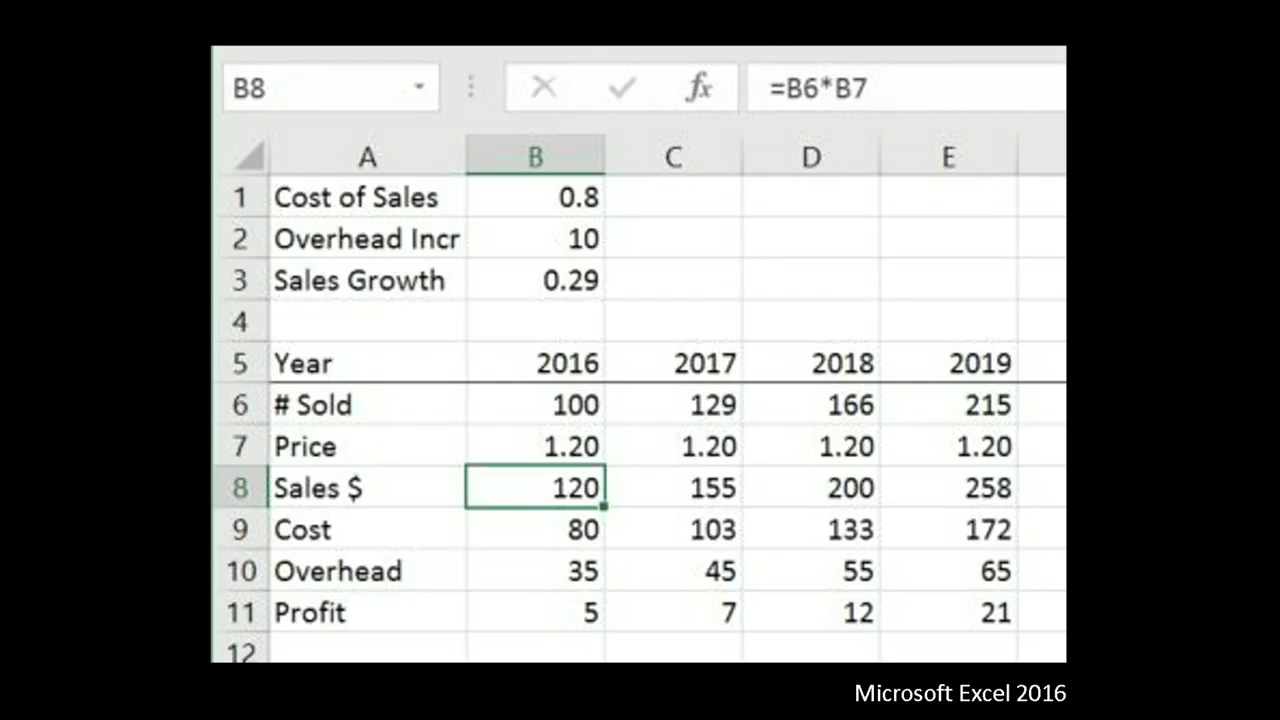 B8 =B6*B7
A B C D E
1 Cost of Sales 0.8
2 Overhead Incr 10
3 Sales Growth 0.29
4
5 Year 2016 2017 2018 2019
6 # Sold 100 129 166 215
7 Price 1.20 1.20 1.20 1.20
8 Sales $ 120 155 200 258
9 Cost 80 103 133 172
10 Overhead 35 45 55 65
11 Profit 5 7 12 21
12
Microsoft Excel 2016